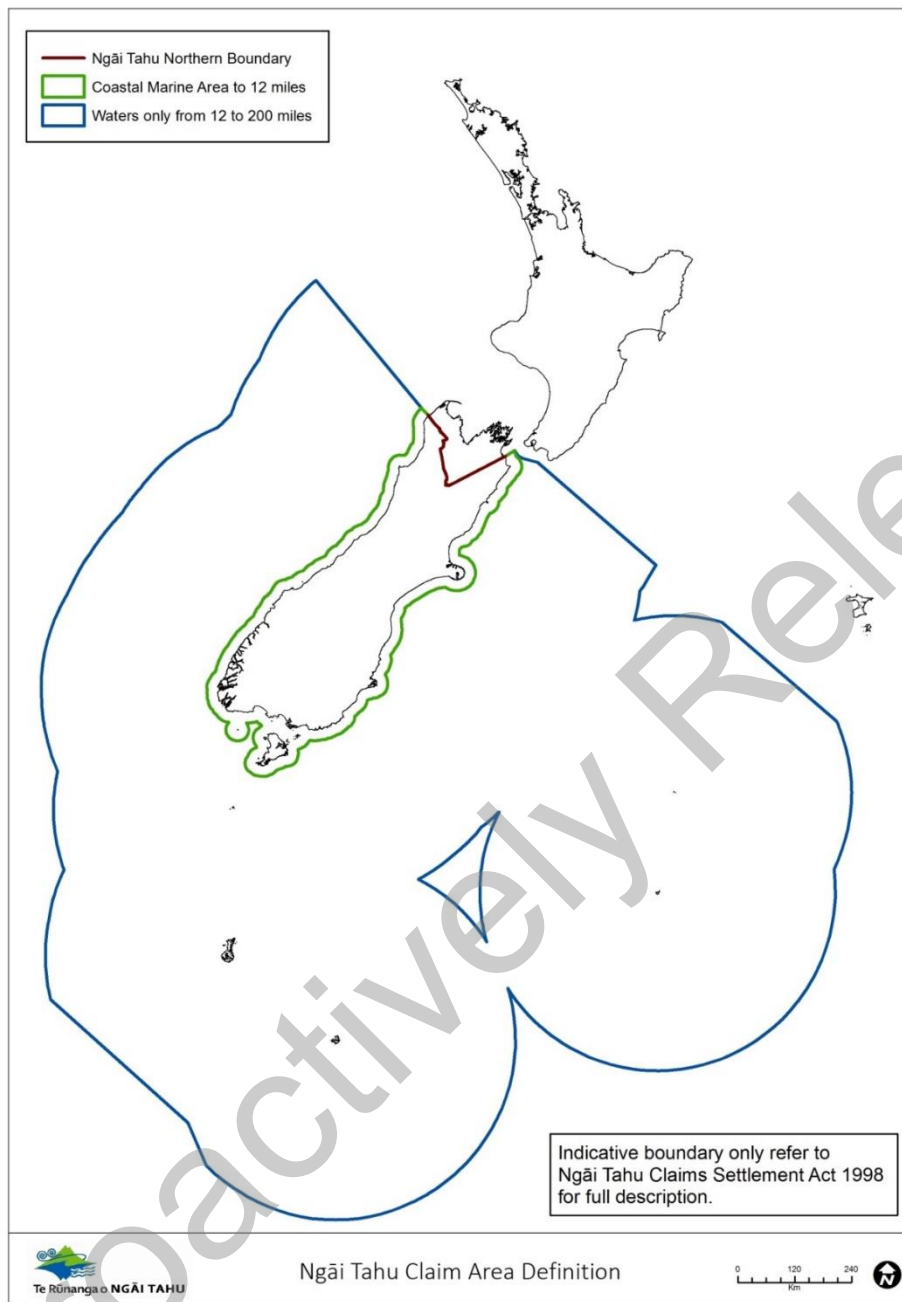 Ngāi Tahu Northern Boundary
Coastal Marine Area to 12 miles
Waters only from 12 to 200 miles
Proactively Rele
Indicative boundary only refer to
Ngāi Tahu Claims Settlement Act 1998
for full description.
Te Rūnanga o NGĀI TAHU
Ngāi Tahu Claim Area Definition
0 120 240
Km
N